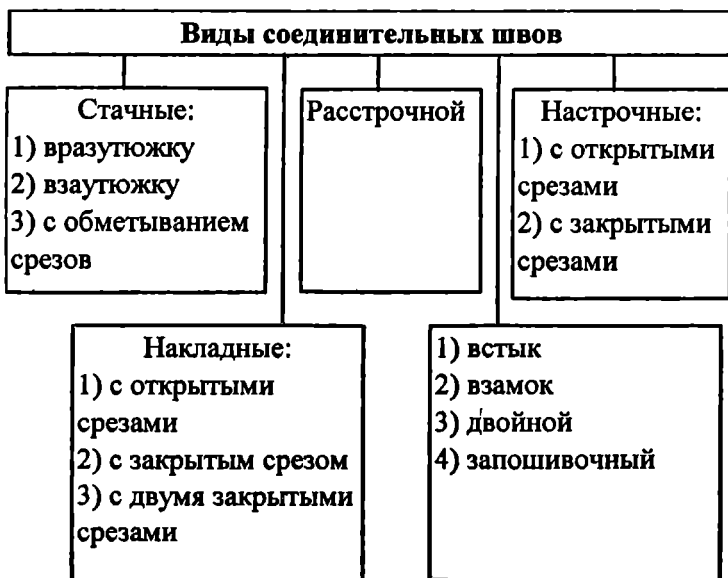 Виды соединительных швов
Стачные:
1) вразутюжку
2) взаутюжку
3) с обметыванием
срезов
Расстрочной
Настрочные:
1) с открытыми
срезами
2) с закрытыми
срезами
Накладные:
1) с открытыми
срезами
2) с закрытым срезом
3) с двумя закрытыми
срезами
1) встык
2) взамок
3) двойной
4) запошивочный